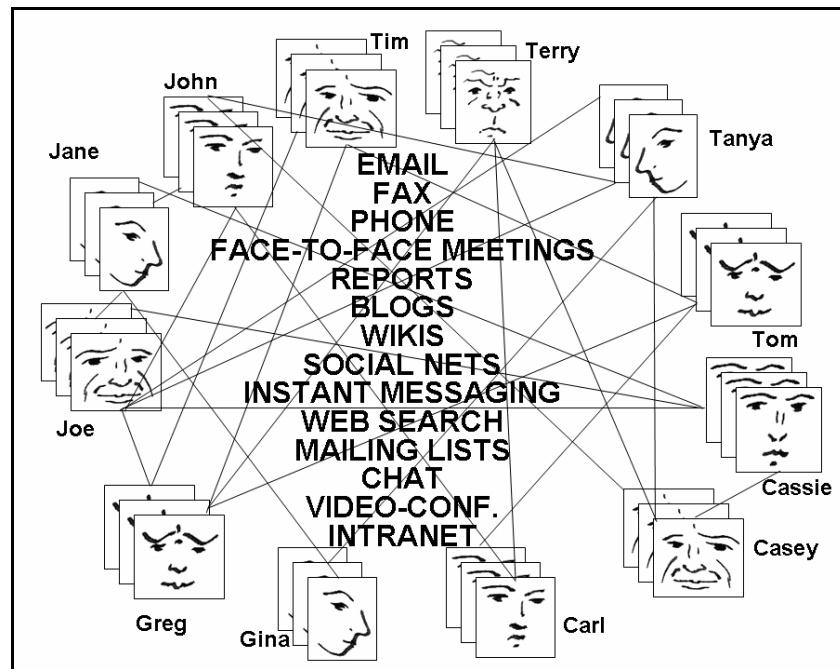 Tim
Terry
John
Tanya
Jane
EMAIL
FAX
PHONE
FACE-TO-FACE MEETINGS
REPORTS
BLOGS
WIKIS
SOCIAL NETS
INSTANT MESSAGING
WEB SEARCH
MAILING LISTS
CHAT
VIDEO-CONF.
INTRANET
Tom
Joe
Cassie
Casey
Greg
Gina
Carl